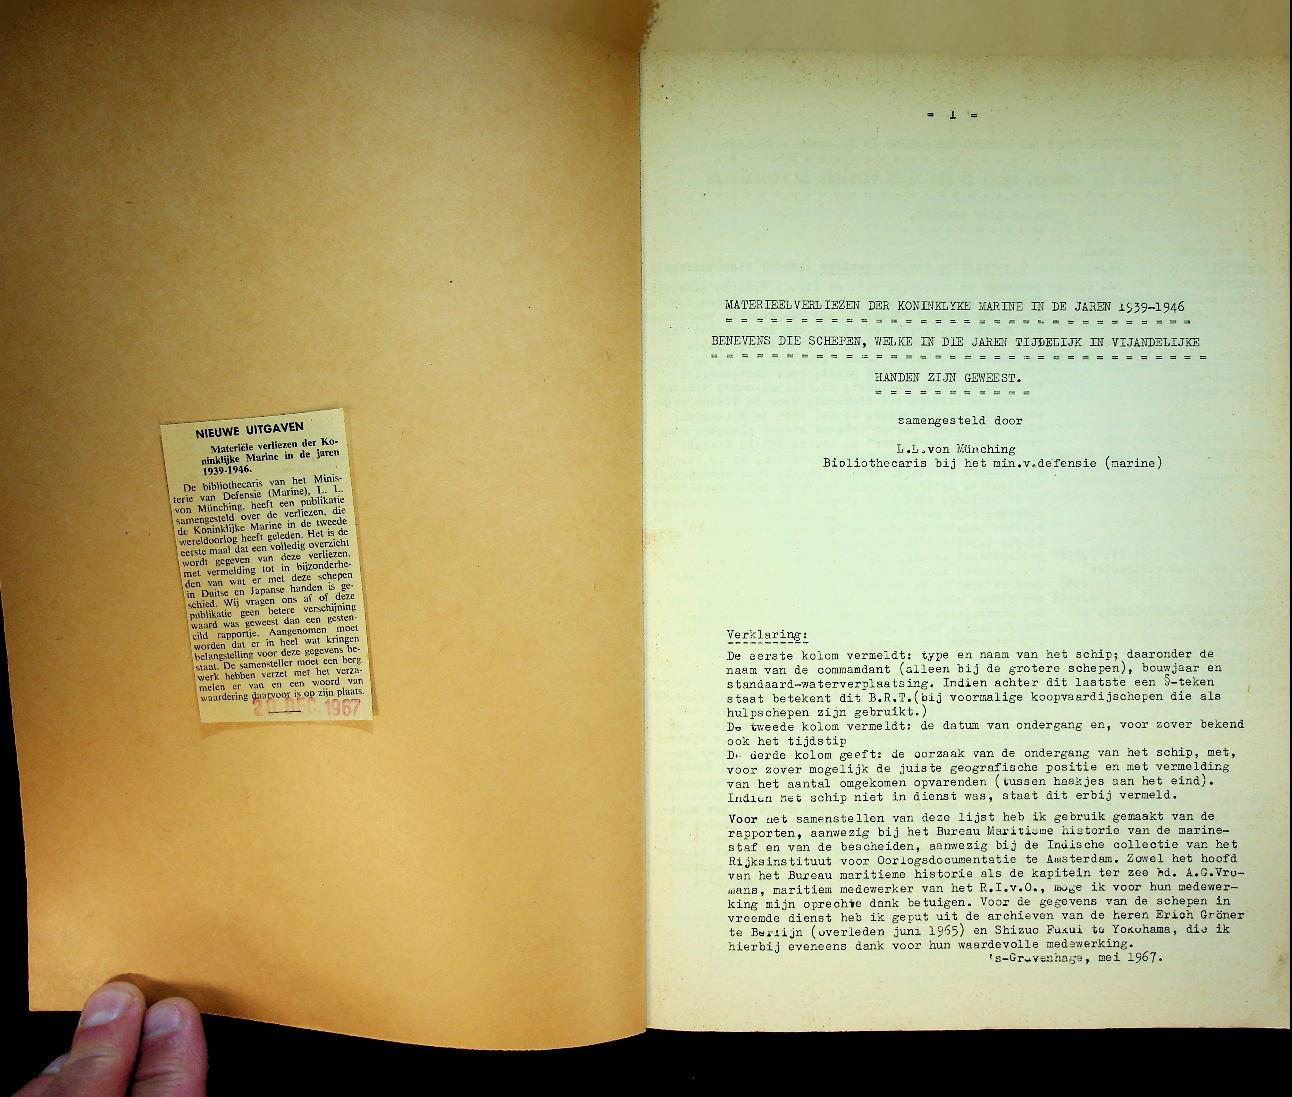 NIEUWE UITGAVEN
Materiële verliezen der Ko-
ninklijke Marine in de jaren
1939-1946.
De bibliothecaris van het Minis-
terie van Defensie (Marine), L. L.
von Münching, heeft een publikatie
samengesteld over de verliezen, die
de Koninklijke Marine in de tweede
wereldoorlog heeft geleden. Het is de
eerste maal dat een volledig overzicht
wordt gegeven van deze verliezen,
met vermelding tot in bijzonderhe-
den van wat er met deze schepen
in Duitse en Japanse handen is ge-
schied. Wij vragen ons af of deze
publikatie geen betere verschijning
waard was geweest dan een gesten-
cild rapportje. Aangenomen moet
worden dat er in heel wat kringen
belangstelling voor deze gegevens be-
staat. De samensteller moet een berg
werk hebben verzet met het verza-
melen er van en een woord van
waardering daarvoor is op zijn plaats.
20 DEC. 1967
= 1 =
MATERIEELVERLIEZEN DER KONINKLYKE MARINE IN DE JAREN 1939-1946
= = = = = = = = = = = = = = = = = = = = = = = = = = = = = = = =
BENEVENS DIE SCHEPEN, WELKE IN DIE JAREN TIJDELIJK IN VIJANDELIJKE
= = = = = = = = = = = = = = = = = = = = = = = = = = = = = = = = = =
HANDEN ZIJN GEWEEST.
= = = = = = = = = = =
samengesteld door
L.L.von Münching
Bibliothecaris bij het min.v.defensie (marine)
Verklaring:
De eerste kolom vermeldt: type en naam van het schip; daaronder de
naam van de commandant (alleen bij de grotere schepen), bouwjaar en
standaard-waterverplaatsing. Indien achter dit laatste een S-teken
staat betekent dit B.R.T.(bij voormalige koopvaardijschepen die als
hulpschepen zijn gebruikt.)
De tweede kolom vermeldt: de datum van ondergang en, voor zover bekend
ook het tijdstip
De derde kolom geeft: de oorzaak van de ondergang van het schip, met,
voor zover mogelijk de juiste geografische positie en met vermelding
van het aantal omgekomen opvarenden (tussen haakjes aan het eind).
Indien het schip niet in dienst was, staat dit erbij vermeld.
Voor het samenstellen van deze lijst heb ik gebruik gemaakt van de
rapporten, aanwezig bij het Bureau Maritieme historie van de marine-
staf en van de bescheiden, aanwezig bij de Indische collectie van het
Rijksinstituut voor Oorlogsdocumentatie te Amsterdam. Zowel het hoofd
van het Bureau maritieme historie als de kapitein ter zee bd. A.G.Vro-
mans, maritiem medewerker van het R.I.v.O., moge ik voor hun medewer-
king mijn oprechte dank betuigen. Voor de gegevens van de schepen in
vreemde dienst heb ik geput uit de archieven van de heren Erich Gröner
te Berlijn (overleden juni 1965) en Shizuo Fukui te Yokohama, die ik
hierbij eveneens dank voor hun waardevolle medewerking.
's-Gravenhage, mei 1967.